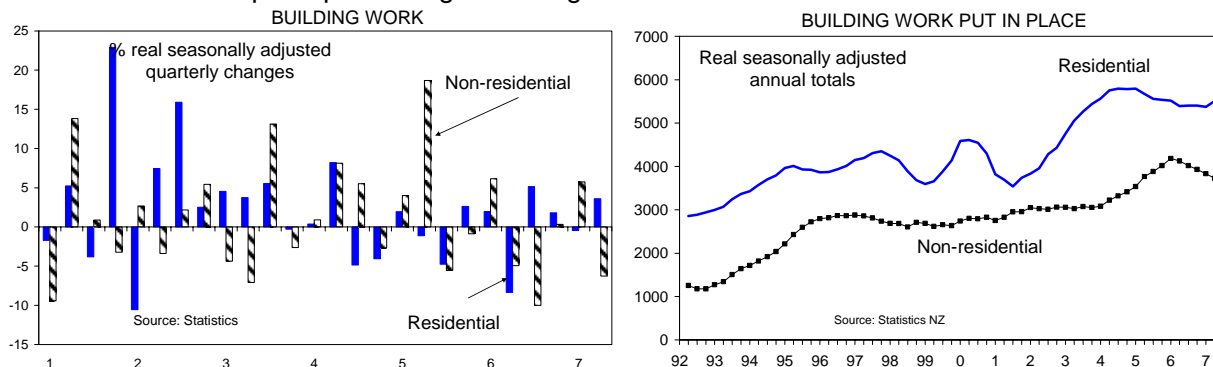 BUILDING WORK
25
20
15
10
5
0
-5
-10
-15
% real seasonally adjusted
quarterly changes
Non-residential
Source: Statistics
Residential
1 2 3 4 5 6 7
BUILDING WORK PUT IN PLACE
7000
6000
5000
4000
3000
2000
1000
0
Real seasonally adjusted
annual totals
Residential
Non-residential
Source: Statistics NZ
92 93 94 95 96 97 98 99 0 1 2 3 4 5 6 7